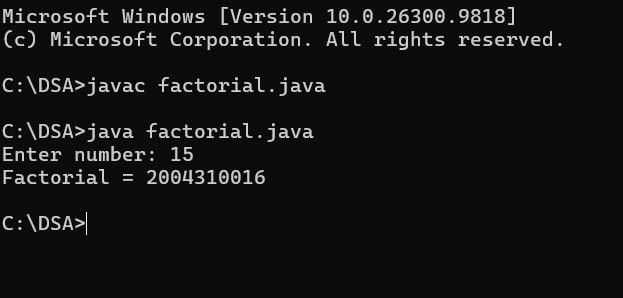 Microsoft Windows [Version 10.0.26300.9818]
(c) Microsoft Corporation. All rights reserved.
C:\DSA>javac factorial.java
C:\DSA>java factorial.java
Enter number: 15
Factorial = 2004310016
C:\DSA>